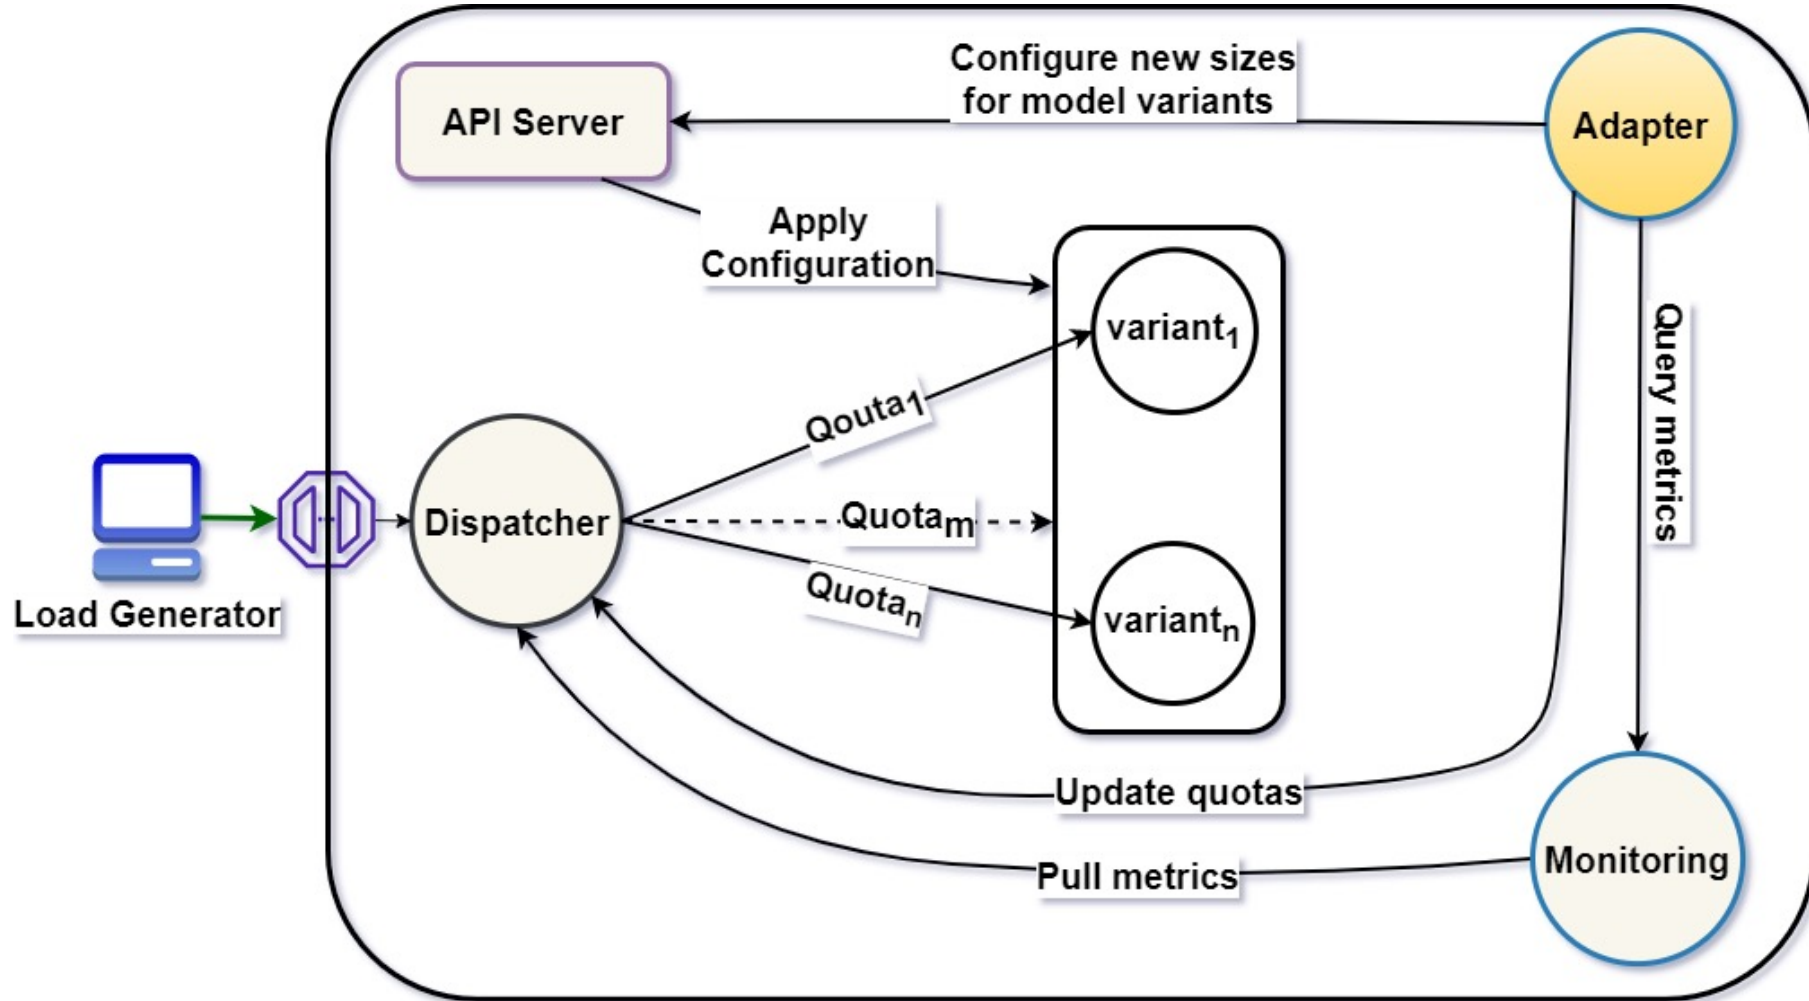 Configure new sizes
for model variants
API Server
Adapter
Apply
Configuration
variant₁
Query metrics
Qouta₁
Dispatcher
Quotaₘ
Load Generator
Quotaₙ
variantₙ
Update quotas
Pull metrics
Monitoring